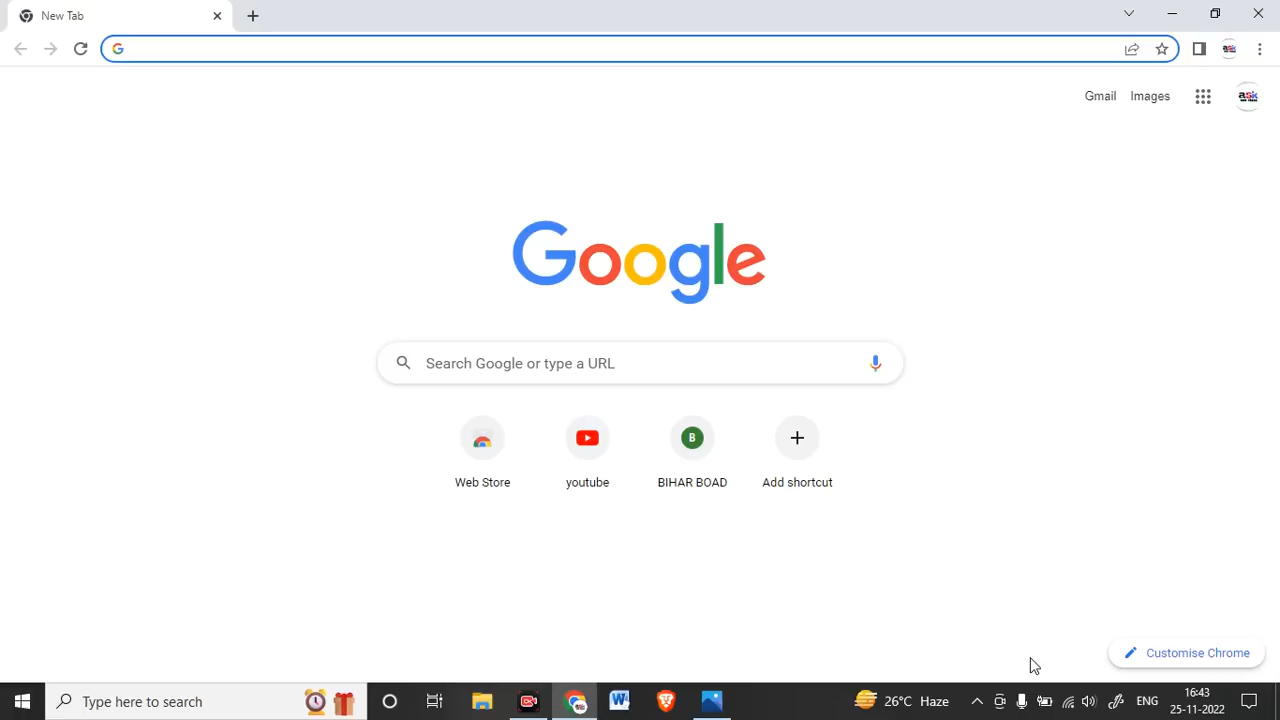 New Tab
Gmail Images
ask
Google
Search Google or type a URL
B
Web Store youtube BIHAR BOAD Add shortcut
Customise Chrome
Type here to search
26°C Haze ENG 16:43
25-11-2022